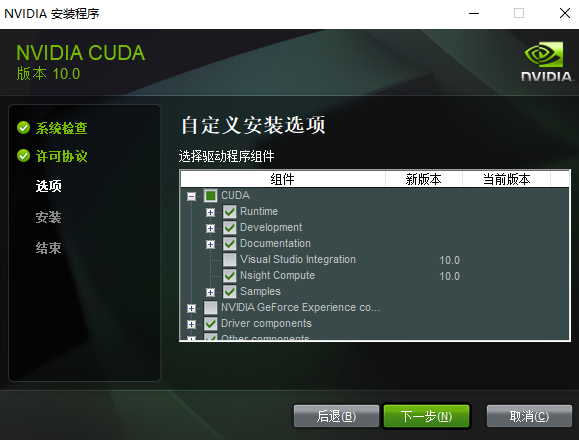 NVIDIA 安装程序
NVIDIA CUDA
版本 10.0
NVIDIA.
系统检查
许可协议
选项
安装
结束
自定义安装选项
选择驱动程序组件
组件 新版本 当前版本
CUDA
Runtime
Development
Documentation
Visual Studio Integration 10.0
Nsight Compute 10.0
Samples
NVIDIA GeForce Experience co...
Driver components
Other components
后退(B) 下一步(N) 取消(C)